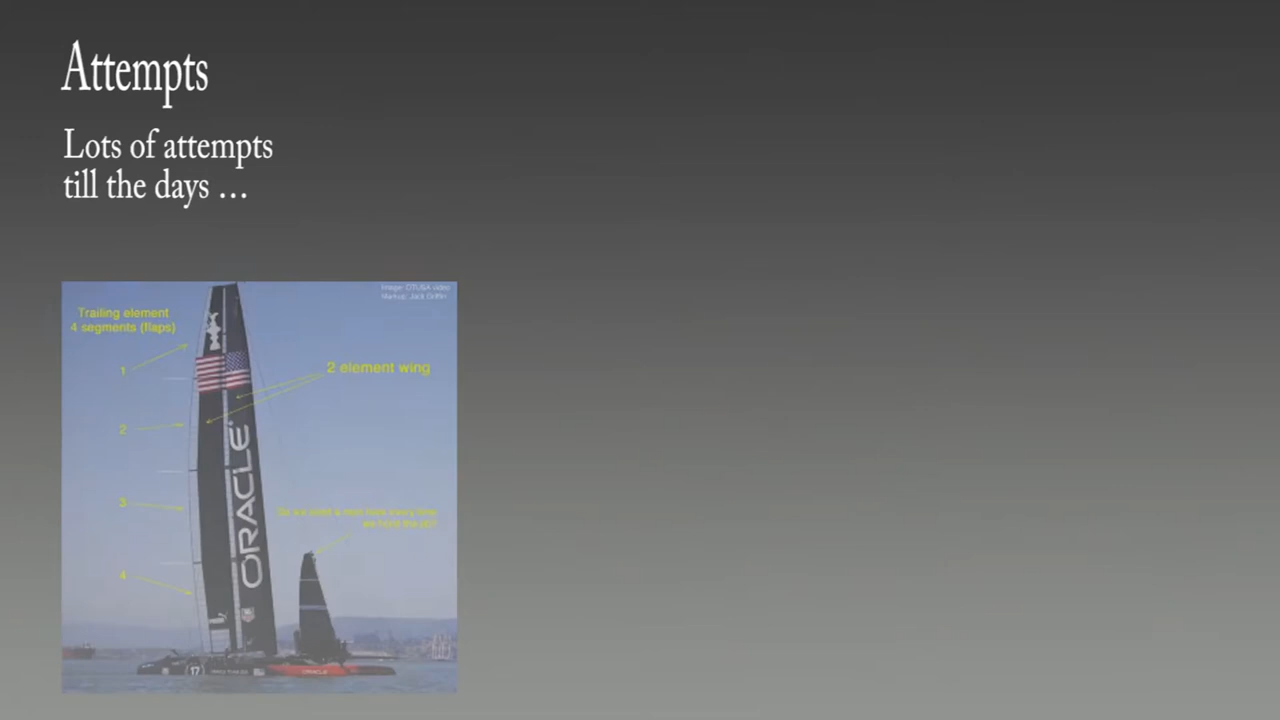 Attempts
Lots of attempts
till the days ...
Image: OTUSA video
Markup: Jack Griffin
Trailing element
4 segments (flaps)
1
2 element wing
2
3
4
ORACLE
17
ORACLE